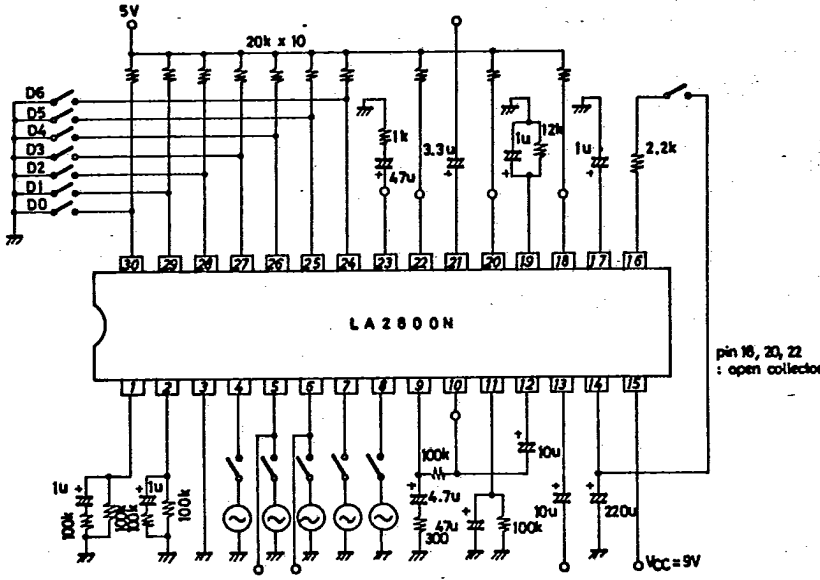 5V
20k x 10
D6
D5
D4
D3
D2
D1
D0
1k
47u
3.3u
1u
12k
1u
2.2k
30 29 28 27 26 25 24 23 22 21 20 19 18 17 16
LA2800N
pin 18, 20, 22
: open collector
1 2 3 4 5 6 7 8 9 10 11 12 13 14 15
1u
100k
100k
1u
100k
100k
100k
4.7u
300
47u
100k
10u
10u
220u
VCC = 9V